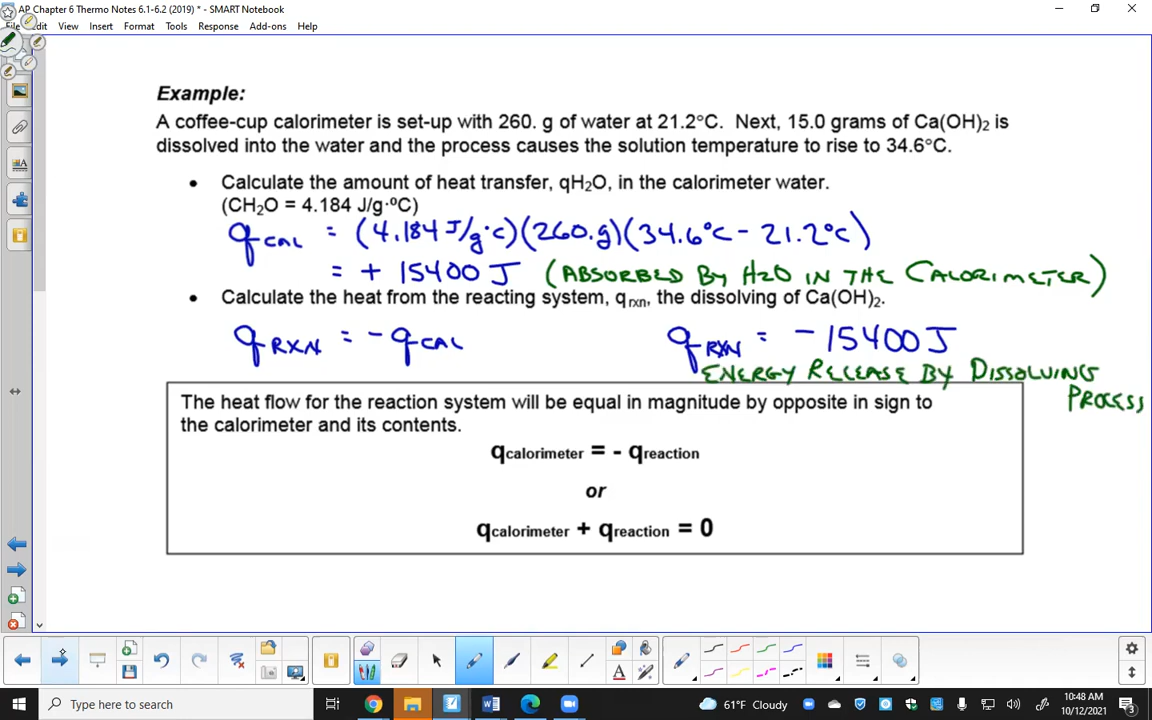 AP Chapter 6 Thermo Notes 6.1-6.2 (2019) * - SMART Notebook
File Edit View Insert Format Tools Response Add-ons Help
Example:
A coffee-cup calorimeter is set-up with 260. g of water at 21.2°C. Next, 15.0 grams of Ca(OH)2 is
dissolved into the water and the process causes the solution temperature to rise to 34.6°C.
• Calculate the amount of heat transfer, qH2O, in the calorimeter water.
(CH2O = 4.184 J/g·ºC)
qCAL = (4.184 J/g·°C)(260.g)(34.6°C - 21.2°C)
= + 15400 J (ABSORBED BY H2O IN THE CALORIMETER)
• Calculate the heat from the reacting system, qrxn, the dissolving of Ca(OH)2.
qRXN = -qCAL qRXN = -15400 J
ENERGY RELEASE BY DISSOLVING
PROCESS
The heat flow for the reaction system will be equal in magnitude by opposite in sign to
the calorimeter and its contents.
qcalorimeter = - qreaction
or
qcalorimeter + qreaction = 0
Type here to search
61°F Cloudy
10:48 AM
10/12/2021
3